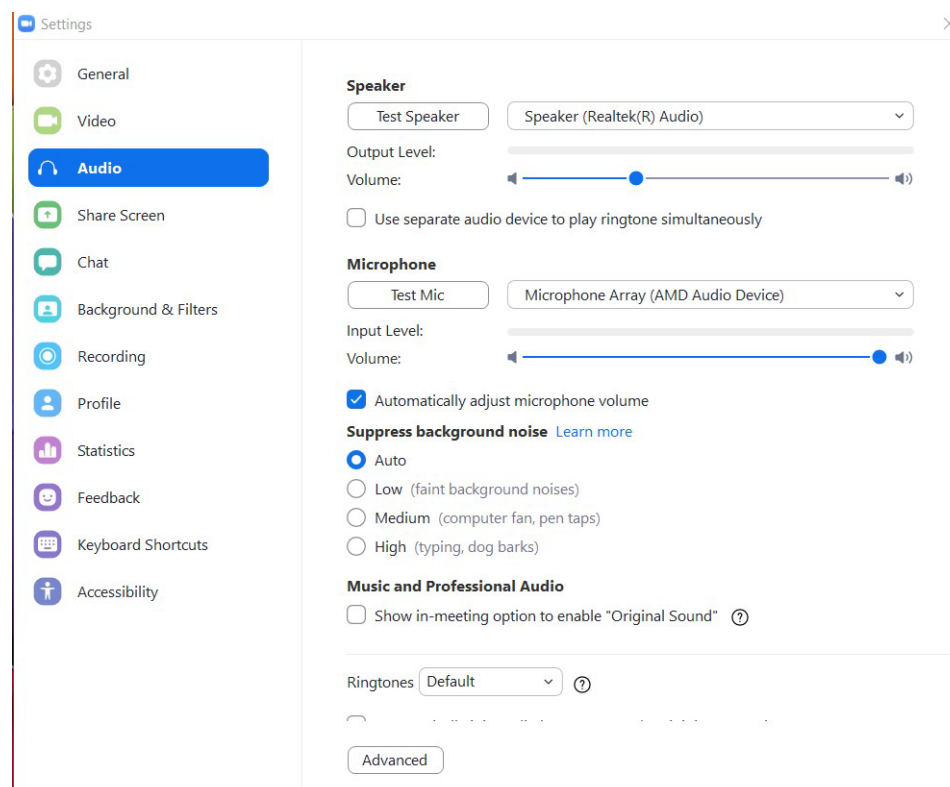 Settings
General
Video
Audio
Share Screen
Chat
Background & Filters
Recording
Profile
Statistics
Feedback
Keyboard Shortcuts
Accessibility
Speaker
Test Speaker
Speaker (Realtek(R) Audio)
Output Level:
Volume:
Use separate audio device to play ringtone simultaneously
Microphone
Test Mic
Microphone Array (AMD Audio Device)
Input Level:
Volume:
Automatically adjust microphone volume
Suppress background noise Learn more
Auto
Low (faint background noises)
Medium (computer fan, pen taps)
High (typing, dog barks)
Music and Professional Audio
Show in-meeting option to enable "Original Sound" ?
Ringtones Default ?
Advanced